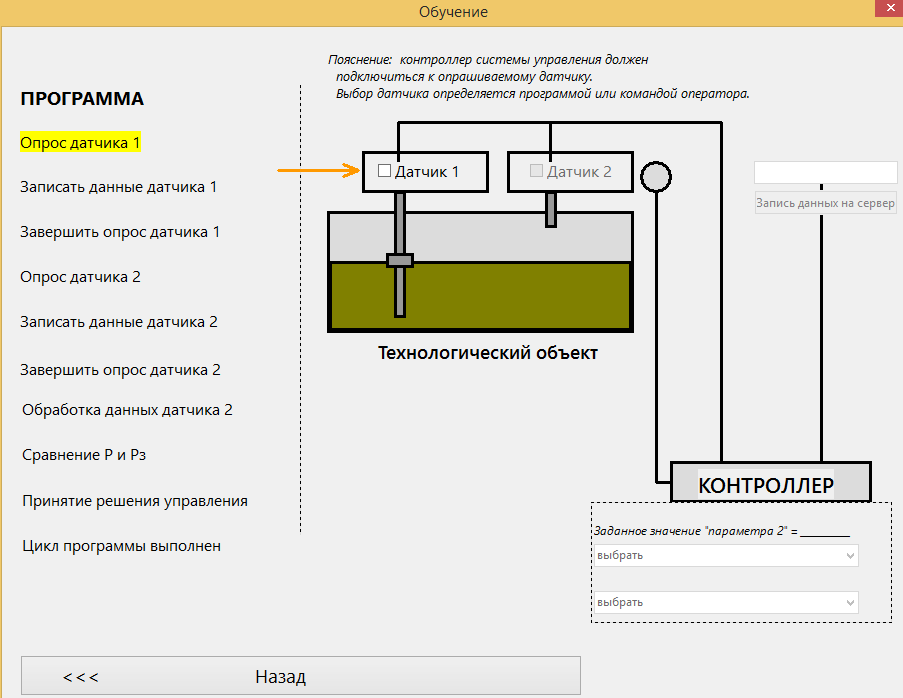 Обучение
Пояснение: контроллер системы управления должен
подключиться к опрашиваемому датчику.
Выбор датчика определяется программой или командой оператора.
ПРОГРАММА
Опрос датчика 1
Записать данные датчика 1
Завершить опрос датчика 1
Опрос датчика 2
Записать данные датчика 2
Завершить опрос датчика 2
Обработка данных датчика 2
Сравнение Р и Рз
Принятие решения управления
Цикл программы выполнен
Датчик 1
Датчик 2
Запись данных на сервер
Технологический объект
КОНТРОЛЛЕР
Заданное значение "параметра 2" = ________
выбрать
выбрать
<<< Назад